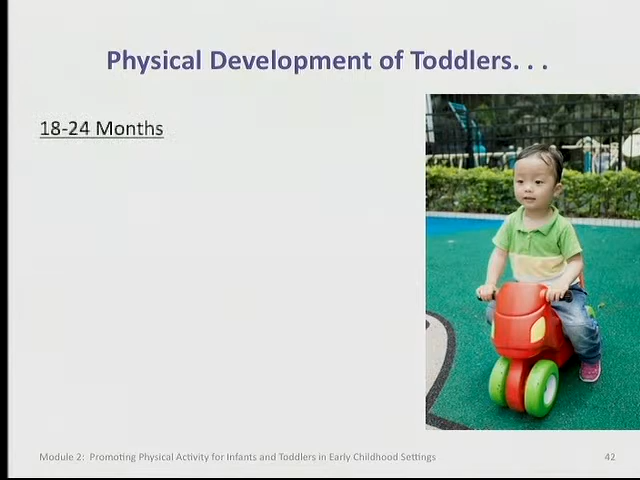 Physical Development of Toddlers. . .
18-24 Months
Module 2: Promoting Physical Activity for Infants and Toddlers in Early Childhood Settings
42